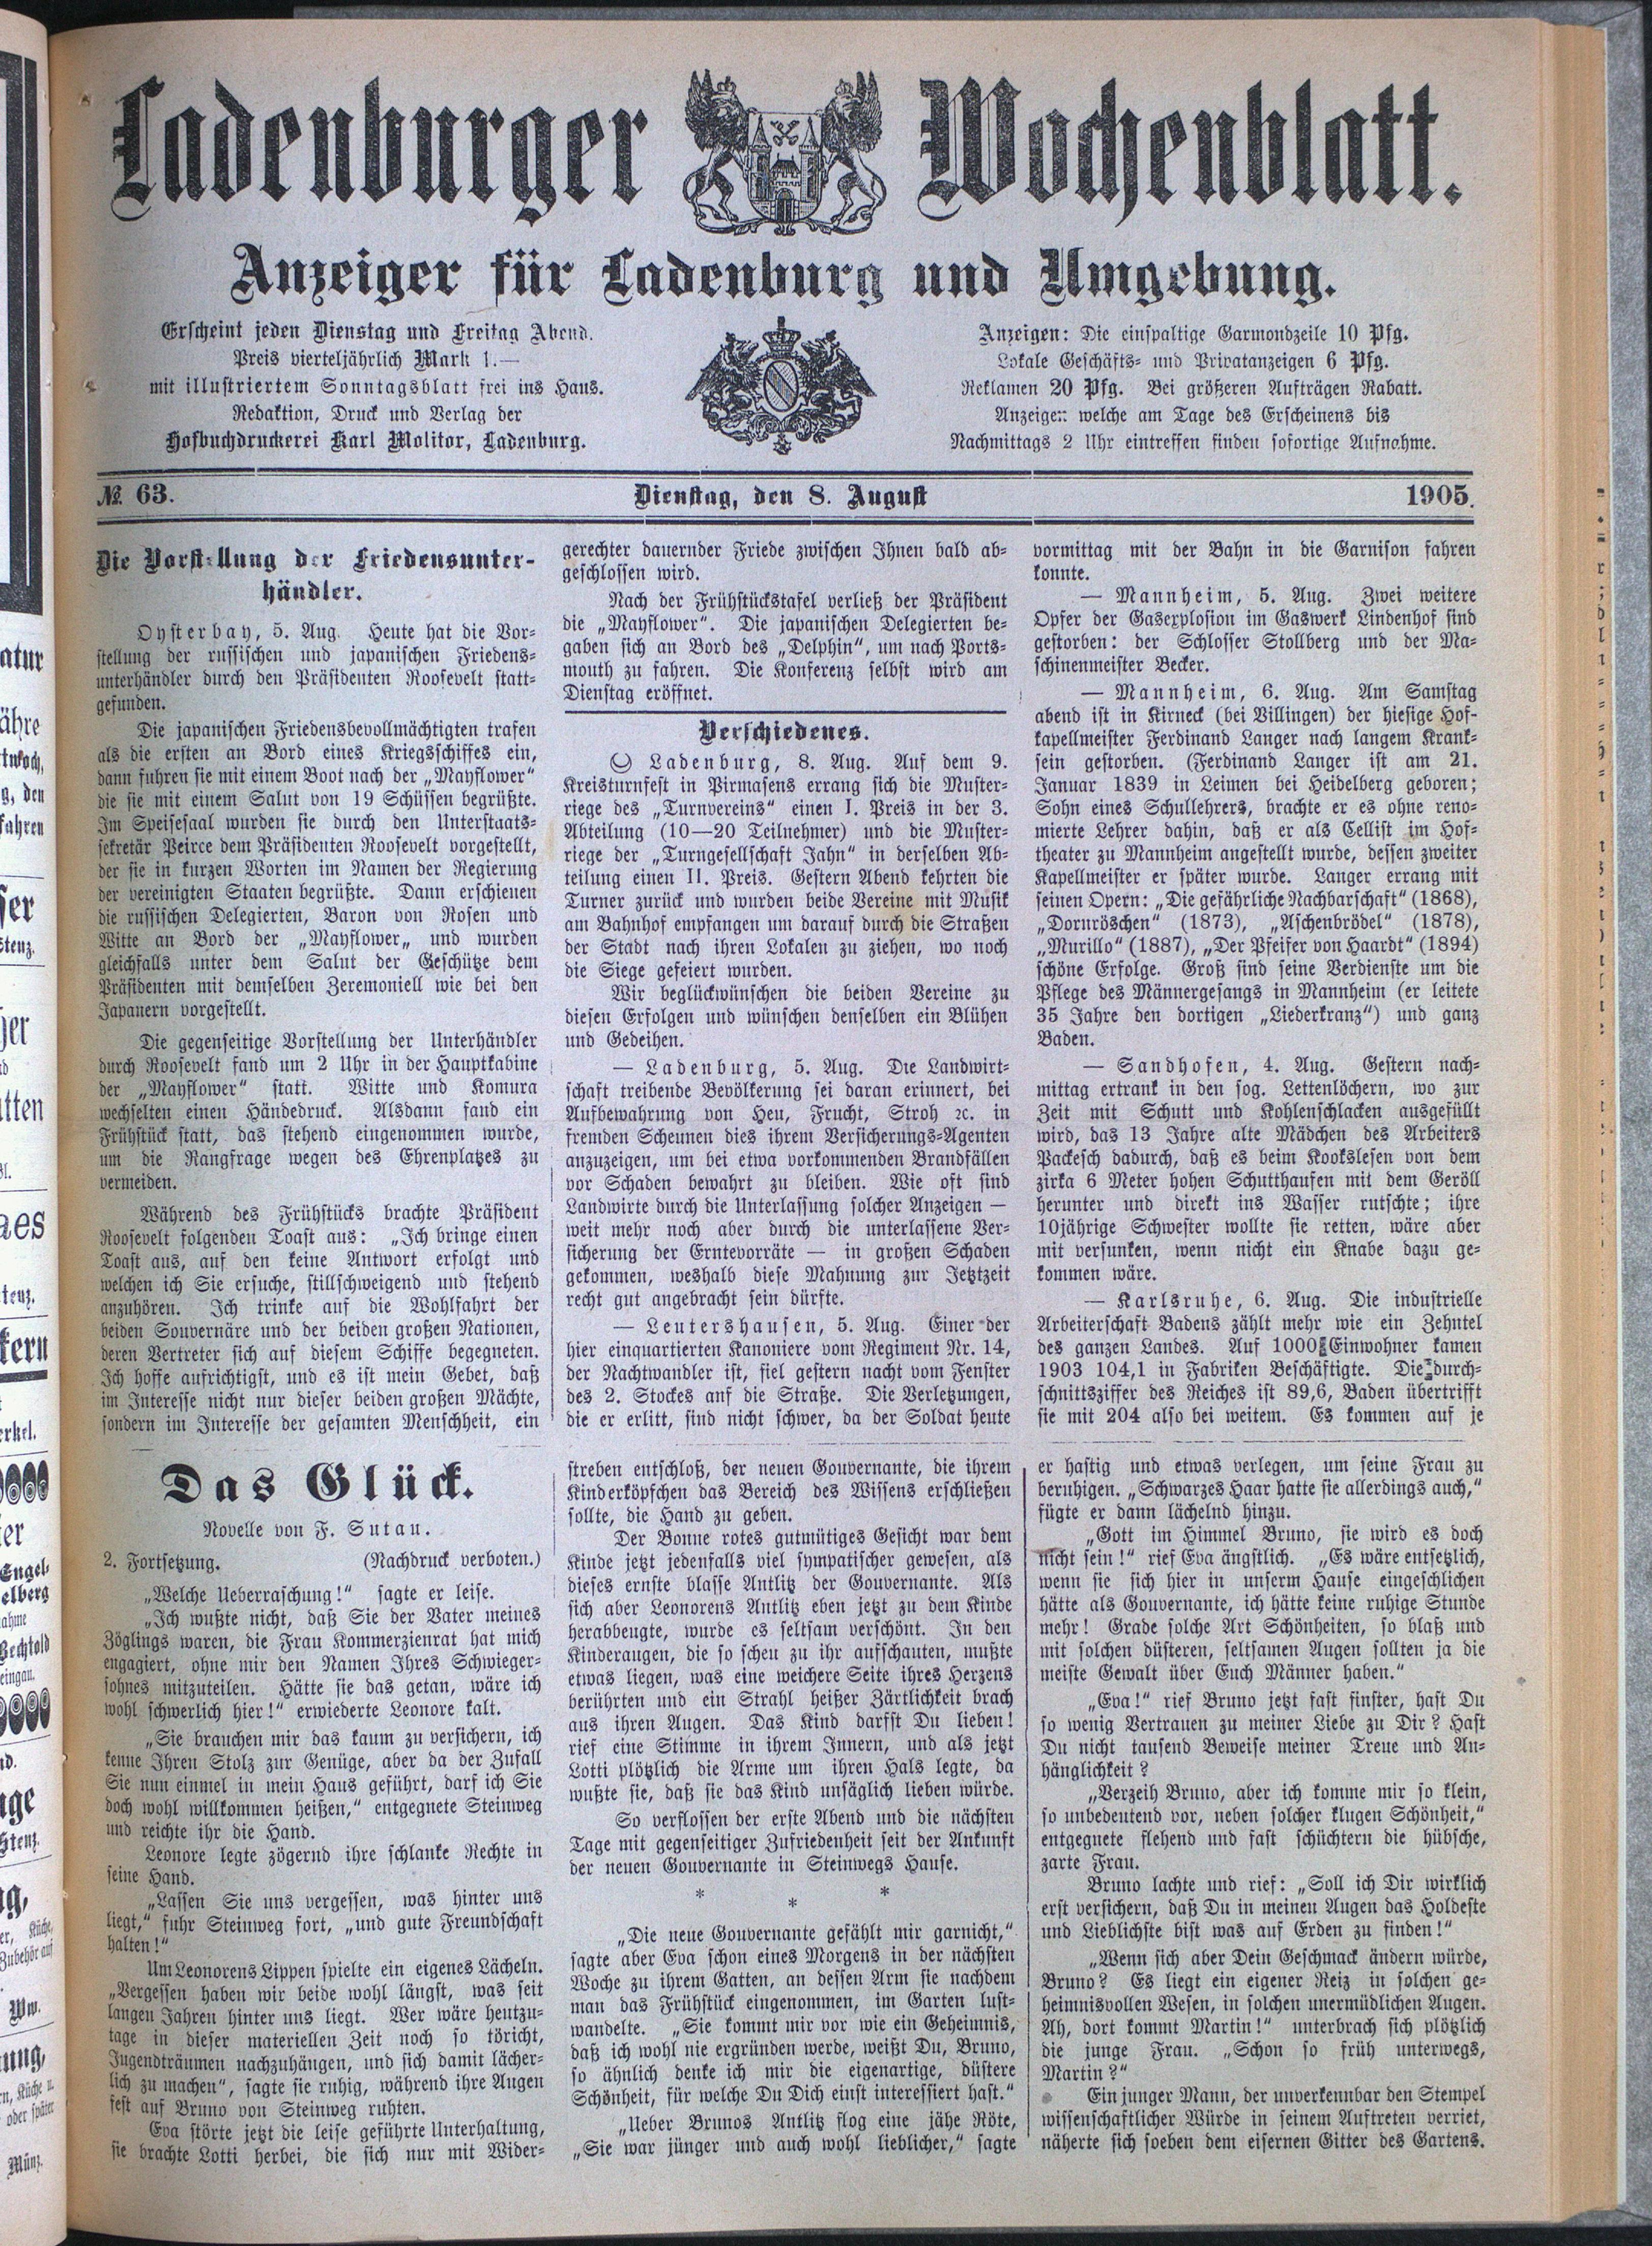 Ladenburger Wochenblatt.
Anzeiger für Ladenburg und Umgebung.
Erscheint jeden Dienstag und Freitag Abend.
Preis vierteljährlich Mark 1.—
mit illustriertem Sonntagsblatt frei ins Haus.
Redaktion, Druck und Verlag der
Hofbuchdruckerei Karl Molitor, Ladenburg.
Anzeigen: Die einspaltige Garmondzeile 10 Pfg.
Lokale Geschäfts- und Privatanzeigen 6 Pfg.
Reklamen 20 Pfg. Bei größeren Aufträgen Rabatt.
Anzeigen welche am Tage des Erscheinens bis
Nachmittags 2 Uhr eintreffen finden sofortige Aufnahme.
№ 63. Dienstag, den 8. August 1905.
Die Vorstellung der Friedensunter-
händler.
Oysterbay, 5. Aug. Heute hat die Vor-
stellung der russischen und japanischen Friedens-
unterhändler durch den Präsidenten Roosevelt statt-
gefunden.
Die japanischen Friedensbevollmächtigten trafen
als die ersten an Bord eines Kriegsschiffes ein,
dann fuhren sie mit einem Boot nach der „Mayflower“
die sie mit einem Salut von 19 Schüssen begrüßte.
Im Speisesaal wurden sie durch den Unterstaats-
sekretär Peirce dem Präsidenten Roosevelt vorgestellt,
der sie in kurzen Worten im Namen der Regierung
der vereinigten Staaten begrüßte. Dann erschienen
die russischen Delegierten, Baron von Rosen und
Witte an Bord der „Mayflower„ und wurden
gleichfalls unter dem Salut der Geschütze dem
Präsidenten mit demselben Zeremoniell wie bei den
Japanern vorgestellt.
Die gegenseitige Vorstellung der Unterhändler
durch Roosevelt fand um 2 Uhr in der Hauptkabine
der „Mayflower“ statt. Witte und Komura
wechselten einen Händedruck. Alsdann fand ein
Frühstück statt, das stehend eingenommen wurde,
um die Rangfrage wegen des Ehrenplatzes zu
vermeiden.
Während des Frühstücks brachte Präsident
Roosevelt folgenden Toast aus: „Ich bringe einen
Toast aus, auf den keine Antwort erfolgt und
welchen ich Sie ersuche, stillschweigend und stehend
anzuhören. Ich trinke auf die Wohlfahrt der
beiden Souvernäre und der beiden großen Nationen,
deren Vertreter sich auf diesem Schiffe begegneten.
Ich hoffe aufrichtigst, und es ist mein Gebet, daß
im Interesse nicht nur dieser beiden großen Mächte,
sondern im Interesse der gesamten Menschheit, ein
gerechter dauernder Friede zwischen Ihnen bald ab-
geschlossen wird.
Nach der Frühstückstafel verließ der Präsident
die „Mayflower“. Die japanischen Delegierten be-
gaben sich an Bord des „Delphin“, um nach Ports-
mouth zu fahren. Die Konferenz selbst wird am
Dienstag eröffnet.
Verschiedenes.
Ladenburg, 8. Aug. Auf dem 9.
Kreisturnfest in Pirmasens errang sich die Muster-
riege des „Turnvereins“ einen I. Preis in der 3.
Abteilung (10—20 Teilnehmer) und die Muster-
riege der „Turngesellschaft Jahn“ in derselben Ab-
teilung einen II. Preis. Gestern Abend kehrten die
Turner zurück und wurden beide Vereine mit Musik
am Bahnhof empfangen um darauf durch die Straßen
der Stadt nach ihren Lokalen zu ziehen, wo noch
die Siege gefeiert wurden.
Wir beglückwünschen die beiden Vereine zu
diesen Erfolgen und wünschen denselben ein Blühen
und Gedeihen.
— Ladenburg, 5. Aug. Die Landwirt-
schaft treibende Bevölkerung sei daran erinnert, bei
Aufbewahrung von Heu, Frucht, Stroh ꝛc. in
fremden Scheunen dies ihrem Versicherungs-Agenten
anzuzeigen, um bei etwa vorkommenden Brandfällen
vor Schaden bewahrt zu bleiben. Wie oft sind
Landwirte durch die Unterlassung solcher Anzeigen —
weit mehr noch aber durch die unterlassene Ver-
sicherung der Erntevorräte — in großen Schaden
gekommen, weshalb diese Mahnung zur Jetztzeit
recht gut angebracht sein dürfte.
— Leutershausen, 5. Aug. Einer der
hier einquartierten Kanoniere vom Regiment Nr. 14,
der Nachtwandler ist, fiel gestern nacht vom Fenster
des 2. Stockes auf die Straße. Die Verletzungen,
die er erlitt, sind nicht schwer, da der Soldat heute
vormittag mit der Bahn in die Garnison fahren
konnte.
— Mannheim, 5. Aug. Zwei weitere
Opfer der Gasexplosion im Gaswerk Lindenhof sind
gestorben: der Schlosser Stollberg und der Ma-
schinenmeister Becker.
— Mannheim, 6. Aug. Am Samstag
abend ist in Kirneck (bei Villingen) der hiesige Hof-
kapellmeister Ferdinand Langer nach langem Krank-
sein gestorben. (Ferdinand Langer ist am 21.
Januar 1839 in Leimen bei Heidelberg geboren;
Sohn eines Schullehrers, brachte er es ohne reno-
mierte Lehrer dahin, daß er als Cellist im Hof-
theater zu Mannheim angestellt wurde, dessen zweiter
Kapellmeister er später wurde. Langer errang mit
seinen Opern: „Die gefährliche Nachbarschaft“ (1868),
„Dornröschen“ (1873), „Aschenbrödel“ (1878),
„Murillo“ (1887), „Der Pfeifer von Haardt“ (1894)
schöne Erfolge. Groß sind seine Verdienste um die
Pflege des Männergesangs in Mannheim (er leitete
35 Jahre den dortigen „Liederkranz“) und ganz
Baden.
— Sandhofen, 4. Aug. Gestern nach-
mittag ertrank in den sog. Lettenlöchern, wo zur
Zeit mit Schutt und Kohlenschlacken ausgefüllt
wird, das 13 Jahre alte Mädchen des Arbeiters
Packesch dadurch, daß es beim Kookslesen von dem
zirka 6 Meter hohen Schutthaufen mit dem Geröll
herunter und direkt ins Wasser rutschte; ihre
10jährige Schwester wollte sie retten, wäre aber
mit versunken, wenn nicht ein Knabe dazu ge-
kommen wäre.
— Karlsruhe, 6. Aug. Die industrielle
Arbeiterschaft Badens zählt mehr wie ein Zehntel
des ganzen Landes. Auf 1000 Einwohner kamen
1903 104,1 in Fabriken Beschäftigte. Die durch-
schnittsziffer des Reiches ist 89,6, Baden übertrifft
sie mit 204 also bei weitem. Es kommen auf je
Das Glück.
Novelle von F. Sutau.
2. Fortsetzung. (Nachdruck verboten.)
„Welche Ueberraschung!“ sagte er leise.
„Ich wußte nicht, daß Sie der Vater meines
Zöglings waren, die Frau Kommerzienrat hat mich
engagiert, ohne mir den Namen Ihres Schwieger-
sohnes mitzuteilen. Hätte sie das getan, wäre ich
wohl schwerlich hier!“ erwiederte Leonore kalt.
„Sie brauchen mir das kaum zu versichern, ich
kenne Ihren Stolz zur Genüge, aber da der Zufall
Sie nun einmel in mein Haus geführt, darf ich Sie
doch wohl willkommen heißen,“ entgegnete Steinweg
und reichte ihr die Hand.
Leonore legte zögernd ihre schlanke Rechte in
seine Hand.
„Lassen Sie uns vergessen, was hinter uns
liegt,“ fuhr Steinweg fort, „und gute Freundschaft
halten!“
Um Leonorens Lippen spielte ein eigenes Lächeln.
„Vergessen haben wir beide wohl längst, was seit
langen Jahren hinter uns liegt. Wer wäre heutzu-
tage in dieser materiellen Zeit noch so töricht,
Jugendträumen nachzuhängen, und sich damit lächer-
lich zu machen“, sagte sie ruhig, während ihre Augen
fest auf Bruno von Steinweg ruhten.
Eva störte jetzt die leise geführte Unterhaltung,
sie brachte Lotti herbei, die sich nur mit Wider-
streben entschloß, der neuen Gouvernante, die ihrem
Kinderköpfchen das Bereich des Wissens erschließen
sollte, die Hand zu geben.
Der Bonne rotes gutmütiges Gesicht war dem
Kinde jetzt jedenfalls viel sympatischer gewesen, als
dieses ernste blasse Antlitz der Gouvernante. Als
sich aber Leonorens Antlitz eben jetzt zu dem Kinde
herabbeugte, wurde es seltsam verschönt. In den
Kinderaugen, die so scheu zu ihr aufschauten, mußte
etwas liegen, was eine weichere Seite ihres Herzens
berührten und ein Strahl heißer Zärtlichkeit brach
aus ihren Augen. Das Kind darfst Du lieben!
rief eine Stimme in ihrem Innern, und als jetzt
Lotti plötzlich die Arme um ihren Hals legte, da
wußte sie, daß sie das Kind unsäglich lieben würde.
So verflossen der erste Abend und die nächsten
Tage mit gegenseitiger Zufriedenheit seit der Ankunft
der neuen Gouvernante in Steinwegs Hause.
* * *
„Die neue Gouvernante gefählt mir garnicht,“
sagte aber Eva schon eines Morgens in der nächsten
Woche zu ihrem Gatten, an dessen Arm sie nachdem
man das Frühstück eingenommen, im Garten lust-
wandelte. „Sie kommt mir vor wie ein Geheimnis,
daß ich wohl nie ergründen werde, weißt Du, Bruno,
so ähnlich denke ich mir die eigenartige, düstere
Schönheit, für welche Du Dich einst interessiert hast.“
„Ueber Brunos Antlitz flog eine jähe Röte,
„Sie war jünger und auch wohl lieblicher,“ sagte
er hastig und etwas verlegen, um seine Frau zu
beruhigen. „Schwarzes Haar hatte sie allerdings auch,“
fügte er dann lächelnd hinzu.
„Gott im Himmel Bruno, sie wird es doch
nicht sein!“ rief Eva ängstlich. „Es wäre entsetzlich,
wenn sie sich hier in unserm Hause eingeschlichen
hätte als Gouvernante, ich hätte keine ruhige Stunde
mehr! Grade solche Art Schönheiten, so blaß und
mit solchen düsteren, seltsamen Augen sollten ja die
meiste Gewalt über Euch Männer haben.“
„Eva!“ rief Bruno jetzt fast finster, hast Du
so wenig Vertrauen zu meiner Liebe zu Dir? Hast
Du nicht tausend Beweise meiner Treue und An-
hänglichkeit?
„Verzeih Bruno, aber ich komme mir so klein,
so unbedeutend vor, neben solcher klugen Schönheit,“
entgegnete flehend und fast schüchtern die hübsche,
zarte Frau.
Bruno lachte und rief: „Soll ich Dir wirklich
erst versichern, daß Du in meinen Augen das Holdeste
und Lieblichste bist was auf Erden zu finden!“
„Wenn sich aber Dein Geschmack ändern würde,
Bruno? Es liegt ein eigener Reiz in solchen ge-
heimnisvollen Wesen, in solchen unermüdlichen Augen.
Ah, dort kommt Martin!“ unterbrach sich plötzlich
die junge Frau. „Schon so früh unterwegs,
Martin?“
Ein junger Mann, der unverkennbar den Stempel
wissenschaftlicher Würde in seinem Auftreten verriet,
näherte sich soeben dem eisernen Gitter des Gartens.